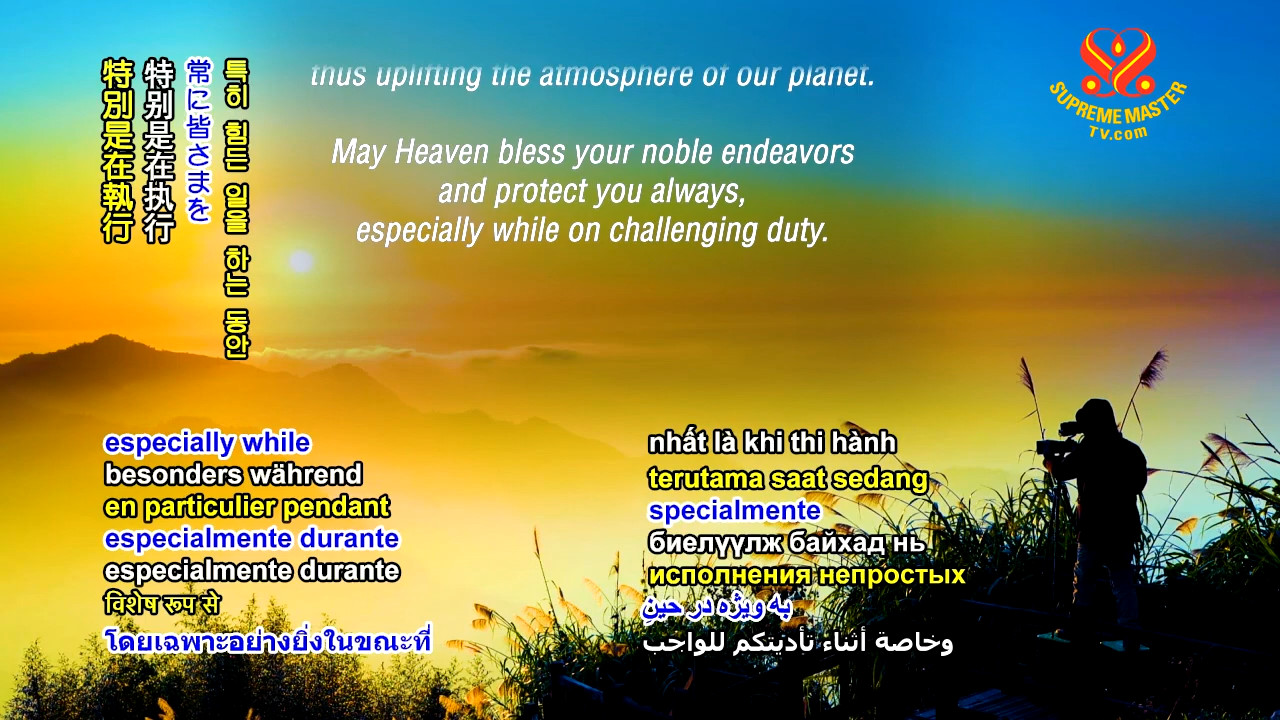 特別是在執行
特别是在执行
常に皆さまを
특히 힘든 일을 하는 동안
thus uplifting the atmosphere of our planet.
May Heaven bless your noble endeavors
and protect you always,
especially while on challenging duty.
SUPREME MASTER
TV.com
especially while
besonders während
en particulier pendant
especialmente durante
especialmente durante
विशेष रूप से
โดยเฉพาะอย่างยิ่งในขณะที่
nhất là khi thi hành
terutama saat sedang
specialmente
биелүүлж байхад нь
исполнения непростых
به ویژه در حینِ
وخاصة أثناء تأديتكم للواجب